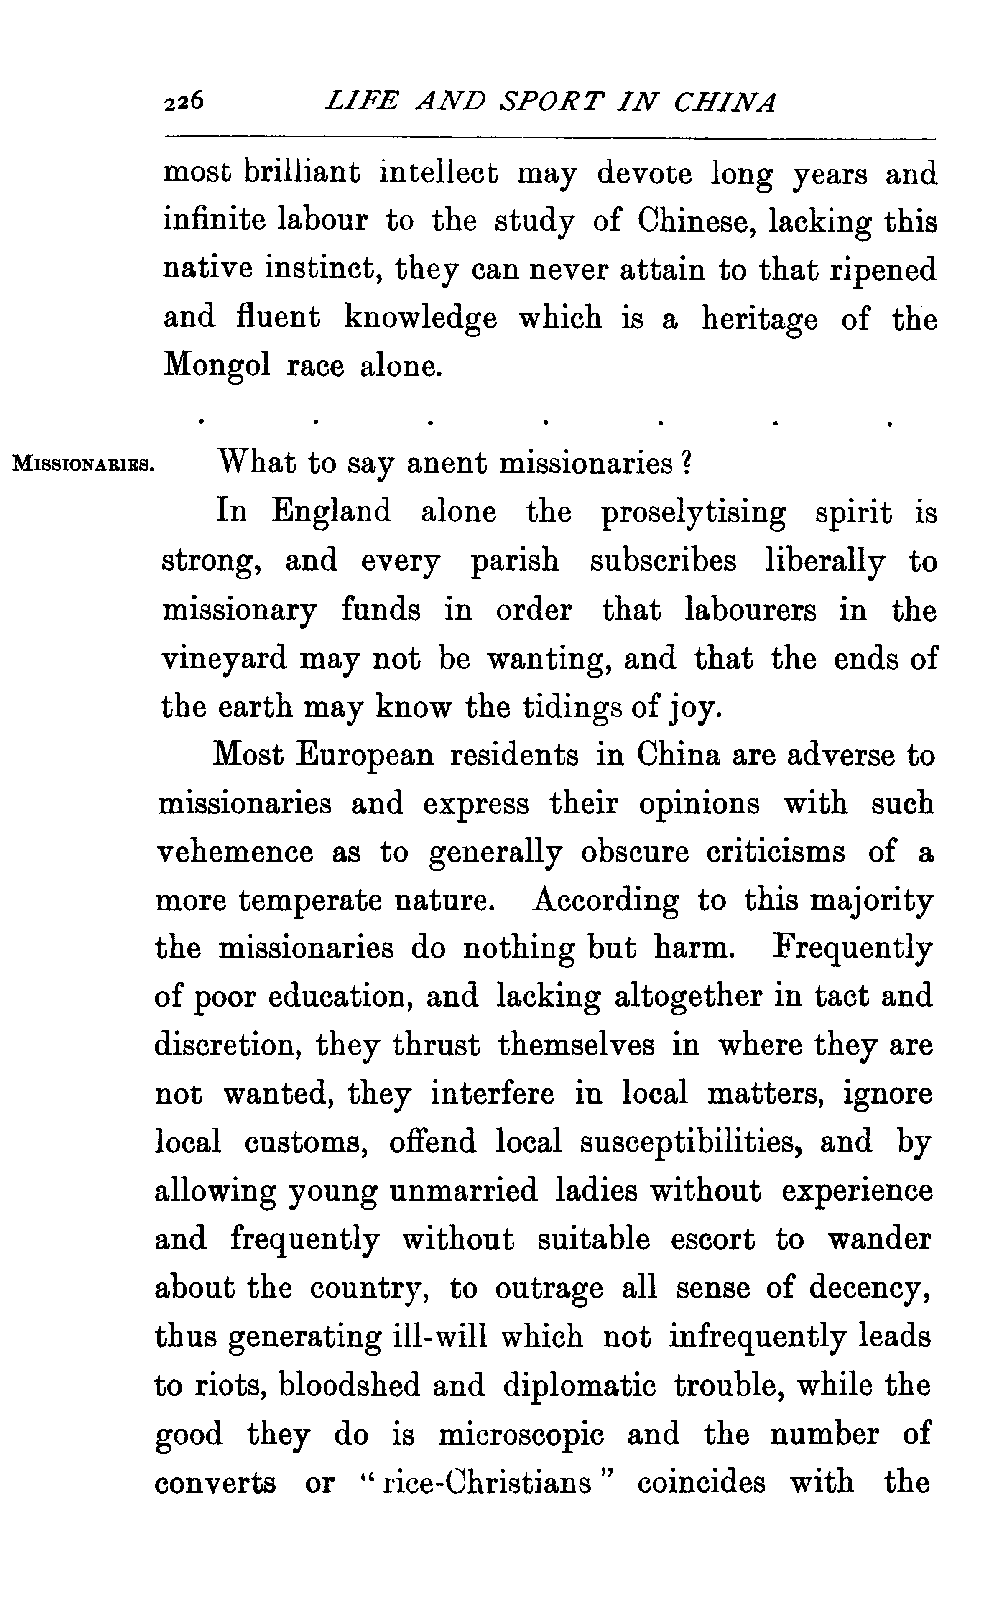 226 LIFE AND SPORT IN CHINA
most brilliant intellect may devote long years and
infinite labour to the study of Chinese, lacking this
native instinct, they can never attain to that ripened
and fluent knowledge which is a heritage of the
Mongol race alone.
. . . . . . .
MISSIONARIES. What to say anent missionaries?
In England alone the proselytising spirit is
strong, and every parish subscribes liberally to
missionary funds in order that labourers in the
vineyard may not be wanting, and that the ends of
the earth may know the tidings of joy.
Most European residents in China are adverse to
missionaries and express their opinions with such
vehemence as to generally obscure criticisms of a
more temperate nature. According to this majority
the missionaries do nothing but harm. Frequently
of poor education, and lacking altogether in tact and
discretion, they thrust themselves in where they are
not wanted, they interfere in local matters, ignore
local customs, offend local susceptibilities, and by
allowing young unmarried ladies without experience
and frequently without suitable escort to wander
about the country, to outrage all sense of decency,
thus generating ill-will which not infrequently leads
to riots, bloodshed and diplomatic trouble, while the
good they do is microscopic and the number of
converts or "rice-Christians" coincides with the